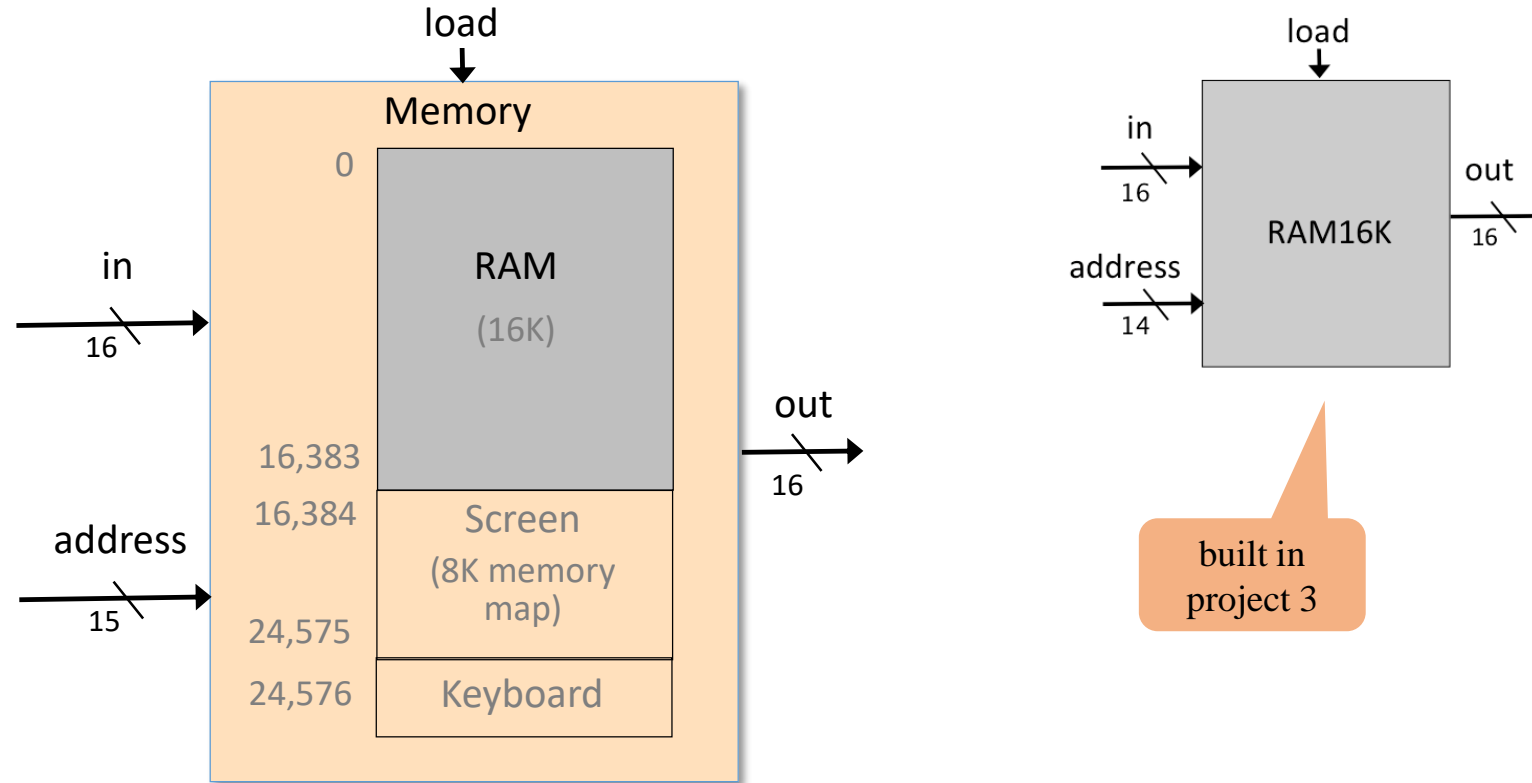 load
Memory
0
RAM
(16K)
in
16
16,383
16,384
Screen
(8K memory
map)
address
15
24,575
24,576
Keyboard
out
16
load
in
16
RAM16K
out
16
address
14
built in
project 3